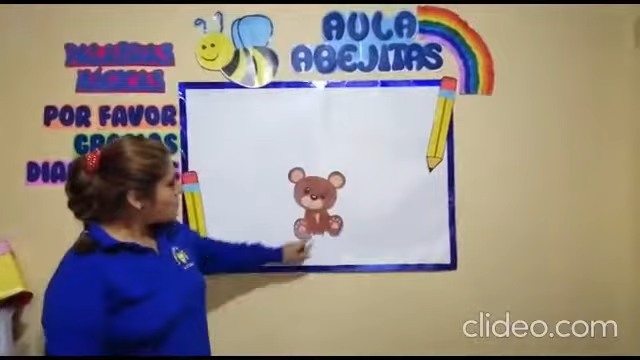 AULA
ABEJITAS
PALABRAS
MÁGICAS
POR FAVOR
GRACIAS
clideo.com